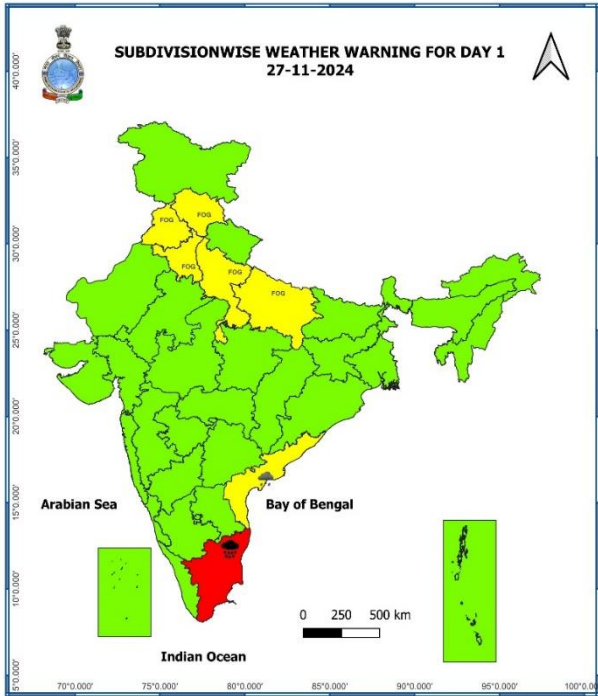 SUBDIVISIONWISE WEATHER WARNING FOR DAY 1
27-11-2024
40°0.000'
35°0.000'
FOG
FOG
30°0.000'
FOG
FOG
FOG
25°0.000'
20°0.000'
Arabian Sea
Bay of Bengal
15°0.000'
10°0.000'
0 250 500 km
Indian Ocean
5°0.000'
70°0.000' 75°0.000' 80°0.000' 85°0.000' 90°0.000' 95°0.000' 100°0.000'